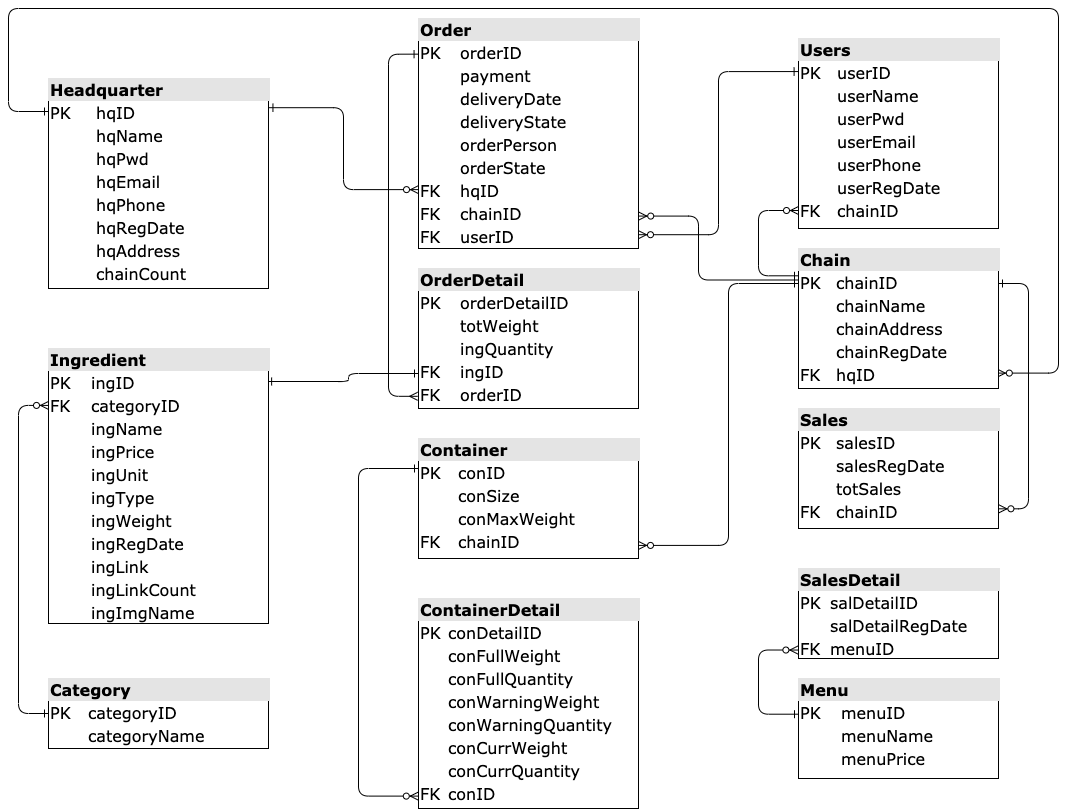 Headquarter
PK hqID
hqName
hqPwd
hqEmail
hqPhone
hqRegDate
hqAddress
chainCount
Ingredient
PK ingID
FK categoryID
ingName
ingPrice
ingUnit
ingType
ingWeight
ingRegDate
ingLink
ingLinkCount
ingImgName
Category
PK categoryID
categoryName
Order
PK orderID
payment
deliveryDate
deliveryState
orderPerson
orderState
FK hqID
FK chainID
FK userID
OrderDetail
PK orderDetailID
totWeight
ingQuantity
FK ingID
FK orderID
Container
PK conID
conSize
conMaxWeight
FK chainID
ContainerDetail
PK conDetailID
conFullWeight
conFullQuantity
conWarningWeight
conWarningQuantity
conCurrWeight
conCurrQuantity
FK conID
Users
PK userID
userName
userPwd
userEmail
userPhone
userRegDate
FK chainID
Chain
PK chainID
chainName
chainAddress
chainRegDate
FK hqID
Sales
PK salesID
salesRegDate
totSales
FK chainID
SalesDetail
PK salDetailID
salDetailRegDate
FK menuID
Menu
PK menuID
menuName
menuPrice